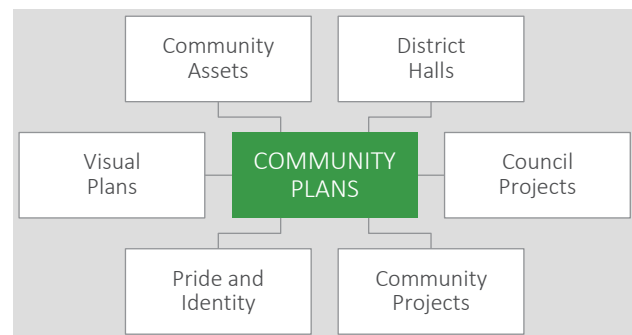 Community
Assets
District
Halls
Visual
Plans
COMMUNITY
PLANS
Council
Projects
Pride and
Identity
Community
Projects